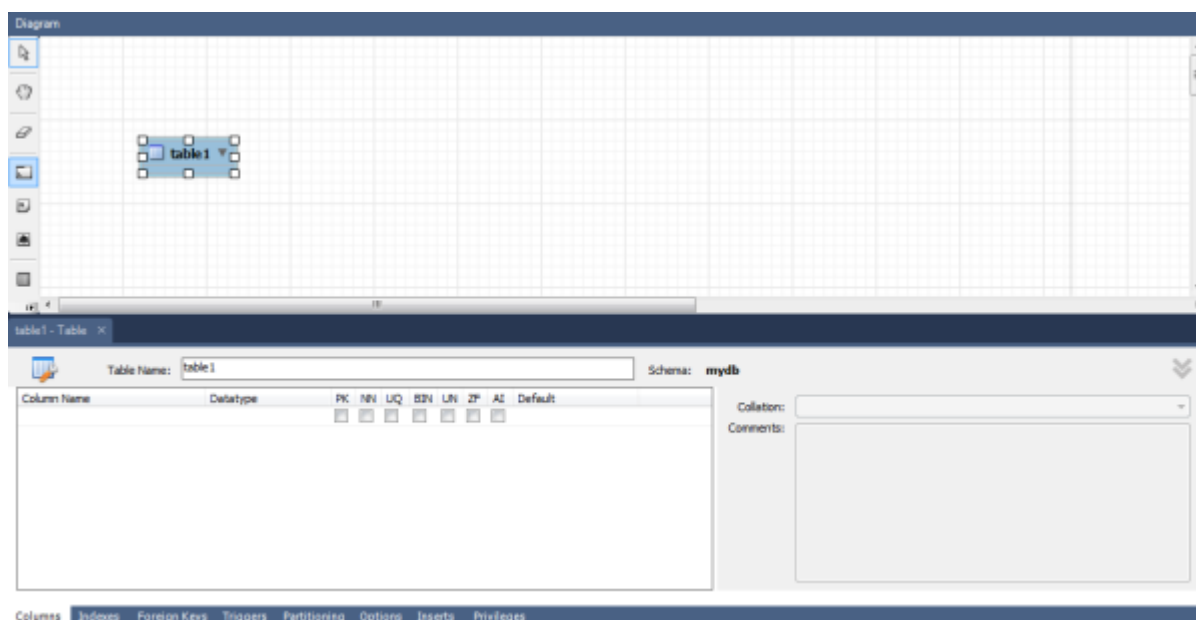 Diagram
table1
table1 - Table ×
Table Name: table1 Schema: mydb
Column Name Datatype PK NN UQ BIN UN ZF AI Default
Collation:
Comments:
Columns Indexes Foreign Keys Triggers Partitioning Options Inserts Privileges